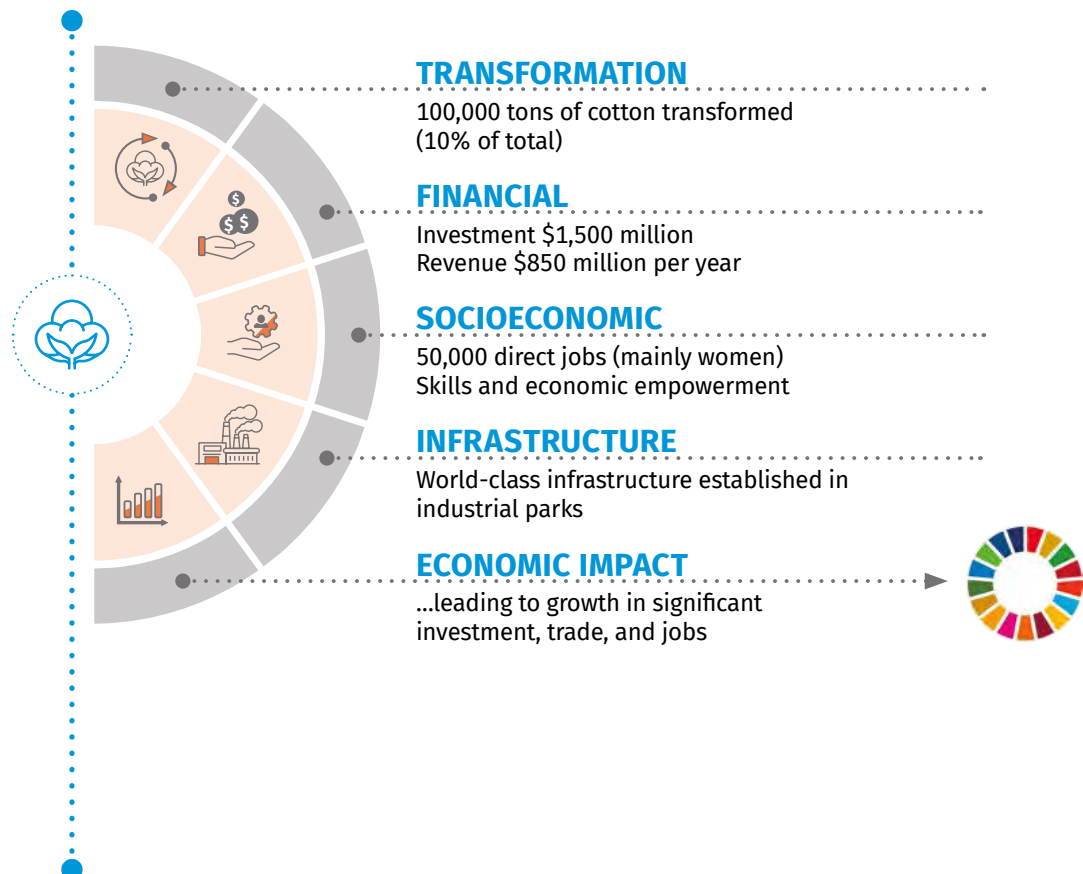 TRANSFORMATION
100,000 tons of cotton transformed
(10% of total)
FINANCIAL
Investment $1,500 million
Revenue $850 million per year
SOCIOECONOMIC
50,000 direct jobs (mainly women)
Skills and economic empowerment
INFRASTRUCTURE
World-class infrastructure established in
industrial parks
ECONOMIC IMPACT
...leading to growth in significant
investment, trade, and jobs
$
$ $